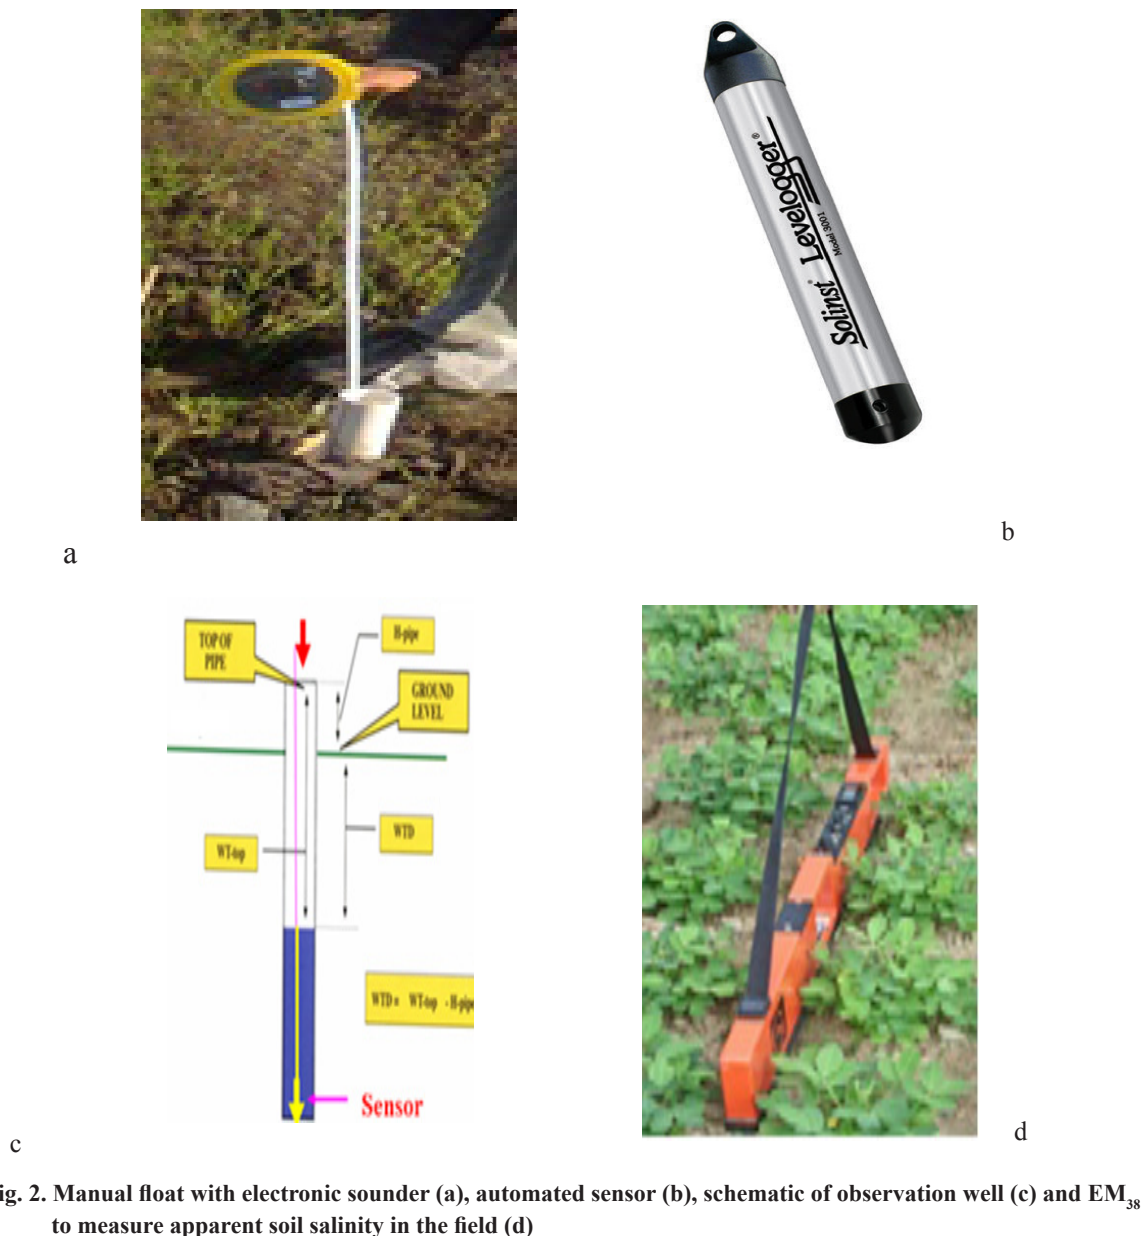 Solinst® Levelogger®
Model 3001
b
a
TOP OF
PIPE
H-pipe
GROUND
LEVEL
WT-top
WTD
WTD = WT-top - H-pipe
Sensor
c
d
ig. 2. Manual float with electronic sounder (a), automated sensor (b), schematic of observation well (c) and EM38
to measure apparent soil salinity in the field (d)